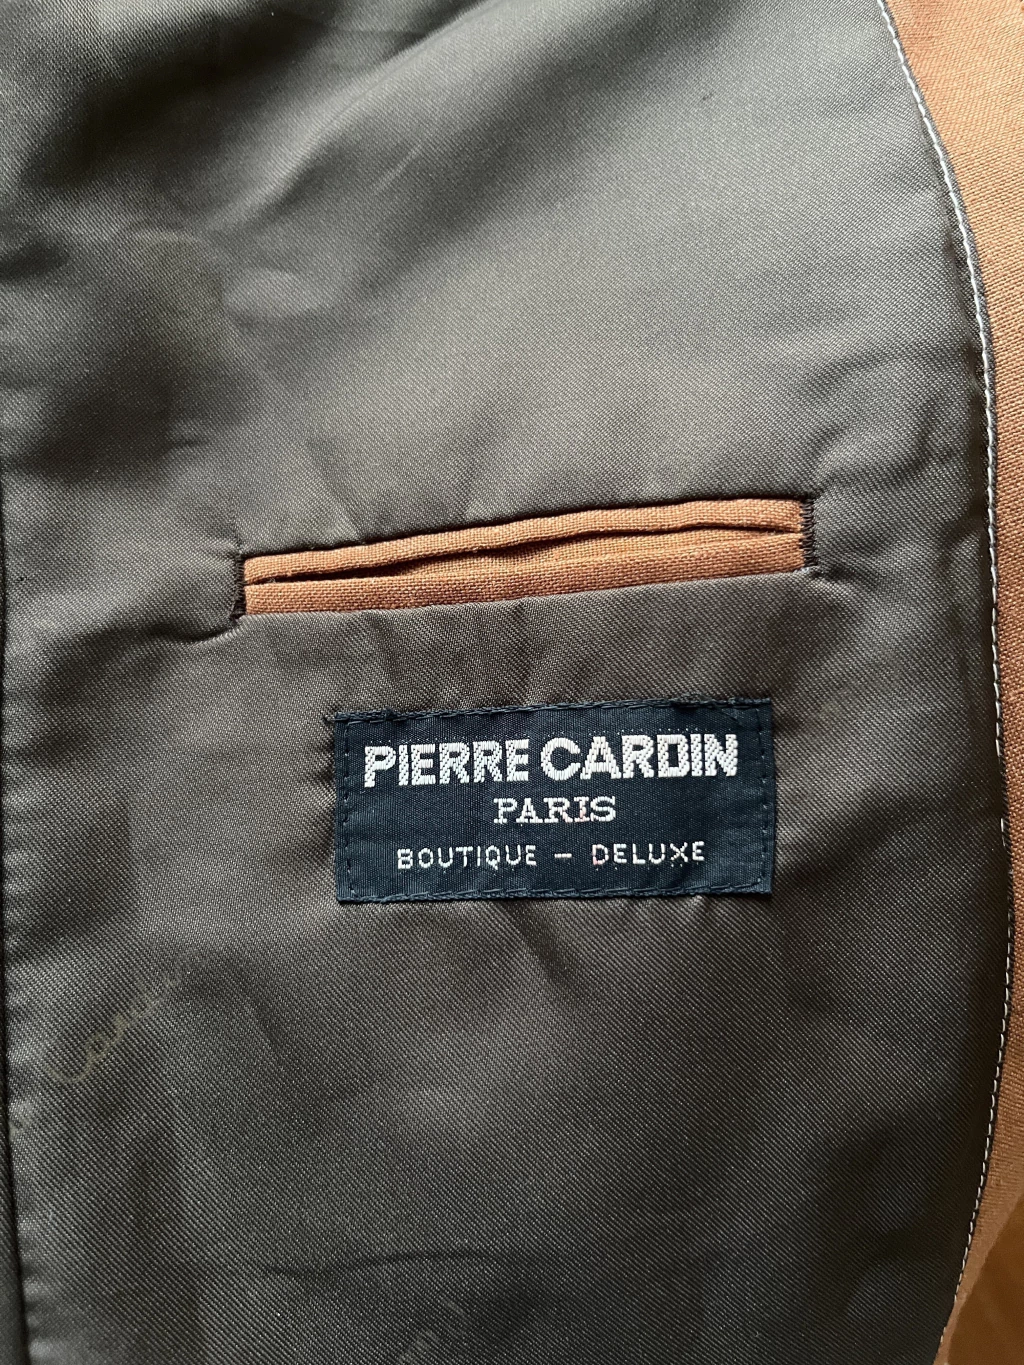 PIERRE CARDIN
PARIS
BOUTIQUE – DELUXE